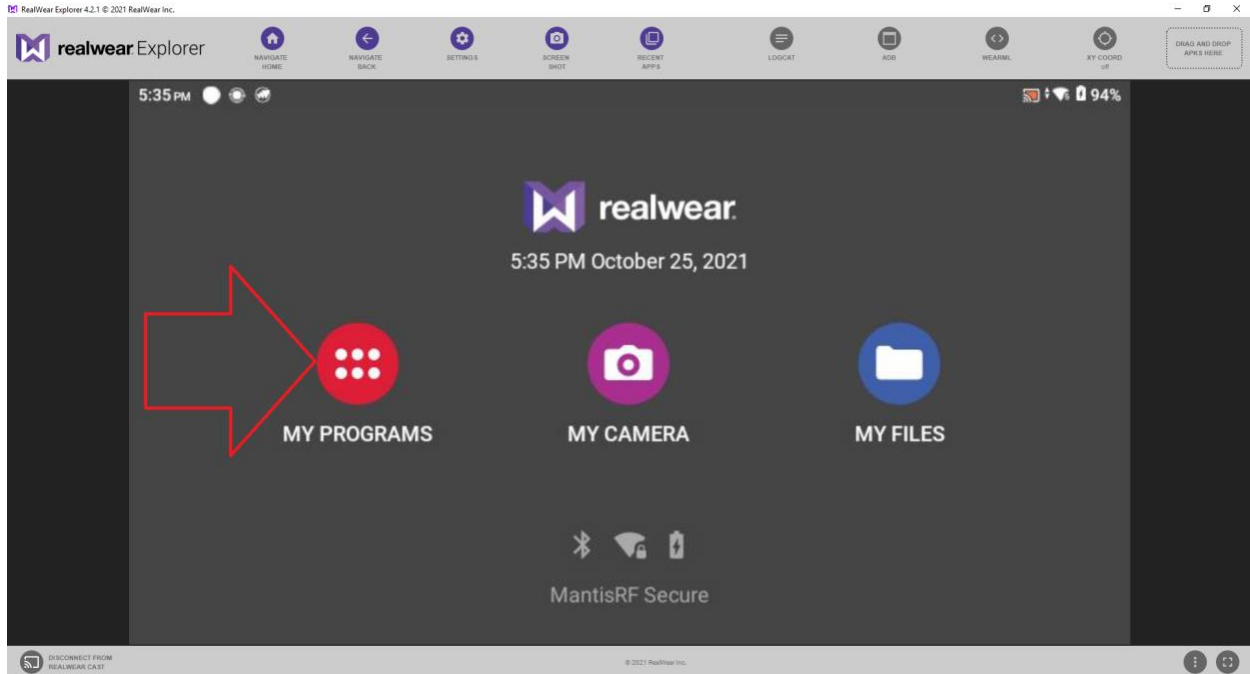 RealWear Explorer 4.2.1 © 2021 RealWear Inc.
realwear Explorer
NAVIGATE
HOME
NAVIGATE
BACK
SETTINGS
SCREEN
SHOT
RECENT
APPS
LOGCAT
ADB
WEARML
XY COORD
off
DRAG AND DROP
APKS HERE
5:35 PM
94%
realwear.
5:35 PM October 25, 2021
MY PROGRAMS
MY CAMERA
MY FILES
MantisRF Secure
DISCONNECT FROM
REALWEAR CAST
© 2021 RealWear Inc.